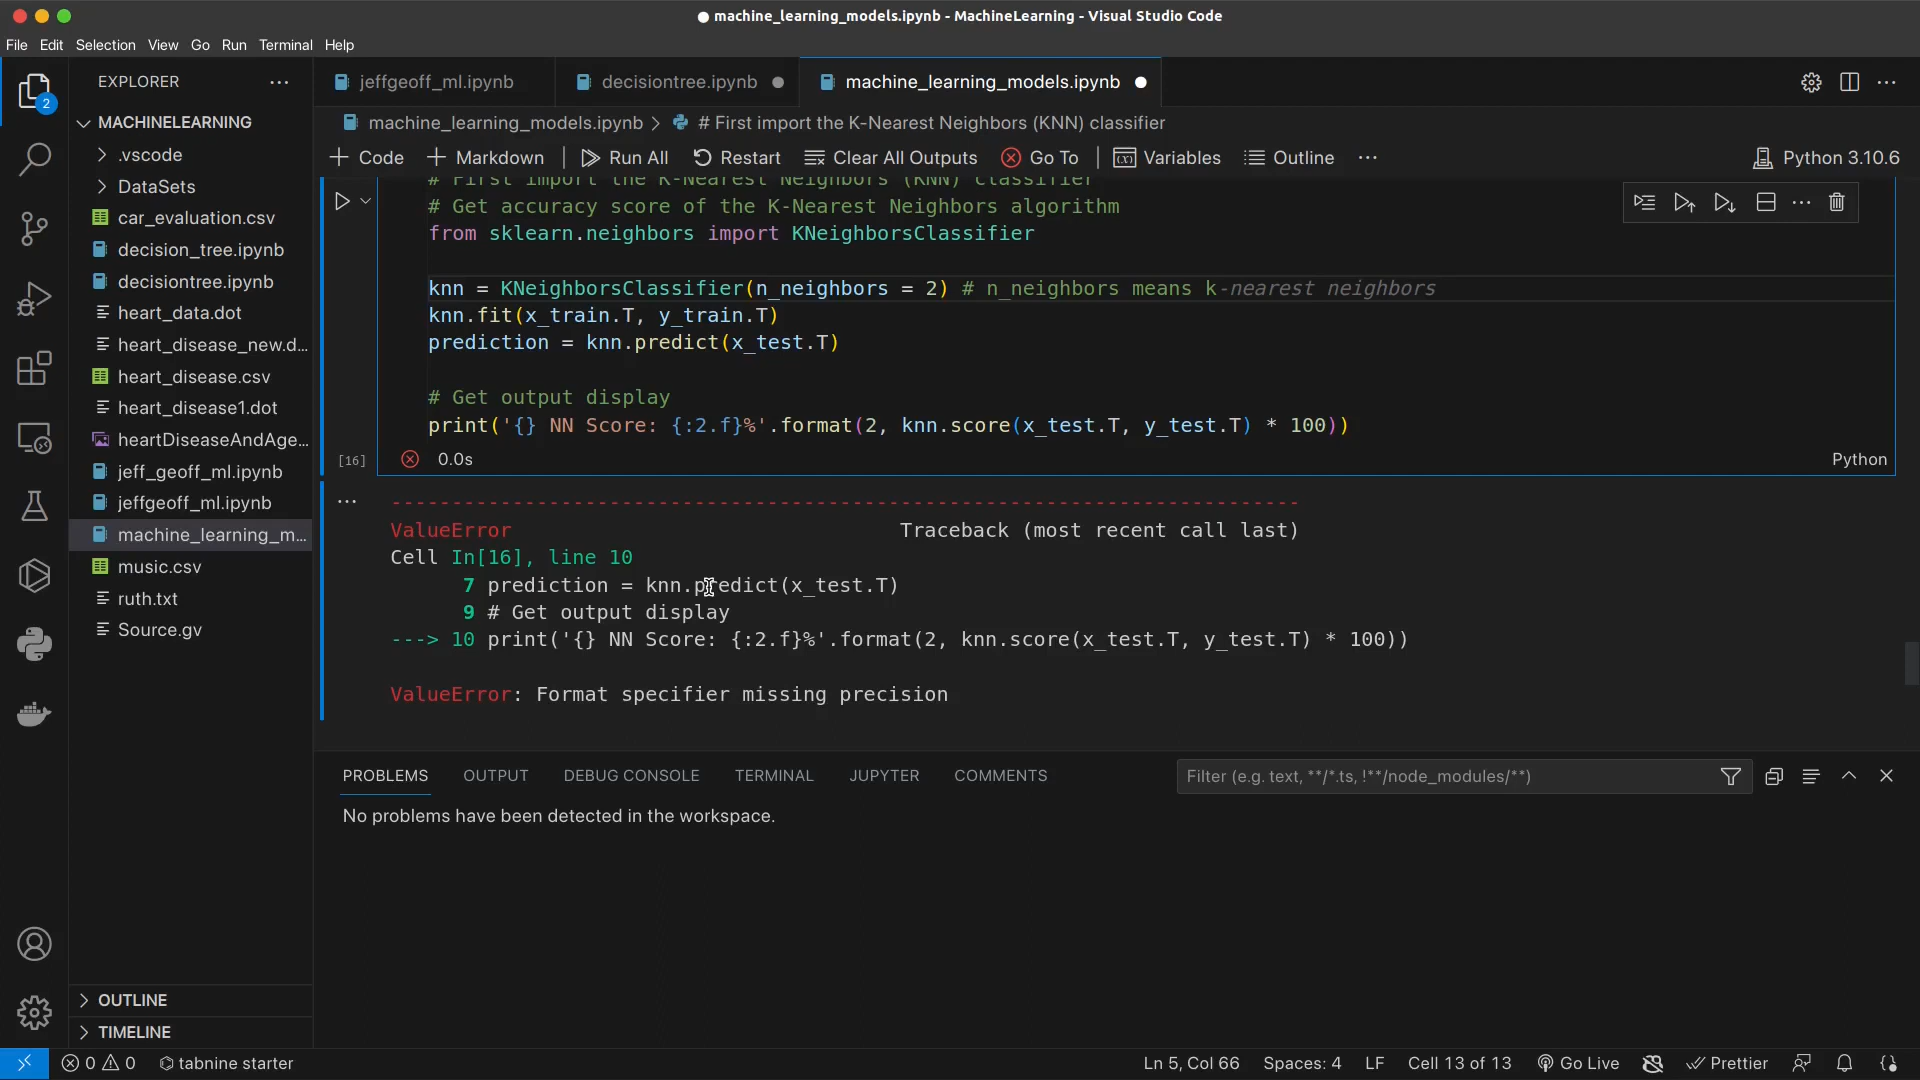 machine_learning_models.ipynb - MachineLearning - Visual Studio Code
File Edit Selection View Go Run Terminal Help
EXPLORER
2
MACHINELEARNING
.vscode
DataSets
car_evaluation.csv
decision_tree.ipynb
decisiontree.ipynb
heart_data.dot
heart_disease_new.d...
heart_disease.csv
heart_disease1.dot
heartDiseaseAndAge...
jeff_geoff_ml.ipynb
jeffgeoff_ml.ipynb
machine_learning_m...
music.csv
ruth.txt
Source.gv
OUTLINE
TIMELINE
jeffgeoff_ml.ipynb decisiontree.ipynb machine_learning_models.ipynb
machine_learning_models.ipynb > # First import the K-Nearest Neighbors (KNN) classifier
Code Markdown Run All Restart Clear All Outputs Go To Variables Outline ... Python 3.10.6
# First import the K-Nearest Neighbors (KNN) classifier
# Get accuracy score of the K-Nearest Neighbors algorithm
from sklearn.neighbors import KNeighborsClassifier
knn = KNeighborsClassifier(n_neighbors = 2) # n_neighbors means k-nearest neighbors
knn.fit(x_train.T, y_train.T)
prediction = knn.predict(x_test.T)
# Get output display
print('{} NN Score: {:2.f}%'.format(2, knn.score(x_test.T, y_test.T) * 100))
[16] 0.0s Python
---------------------------------------------------------------------------
ValueError Traceback (most recent call last)
Cell In[16], line 10
7 prediction = knn.predict(x_test.T)
9 # Get output display
---> 10 print('{} NN Score: {:2.f}%'.format(2, knn.score(x_test.T, y_test.T) * 100))
ValueError: Format specifier missing precision
PROBLEMS OUTPUT DEBUG CONSOLE TERMINAL JUPYTER COMMENTS Filter (e.g. text, **/*.ts, !**/node_modules/**)
No problems have been detected in the workspace.
0 0 tabnine starter Ln 5, Col 66 Spaces: 4 LF Cell 13 of 13 Go Live Prettier